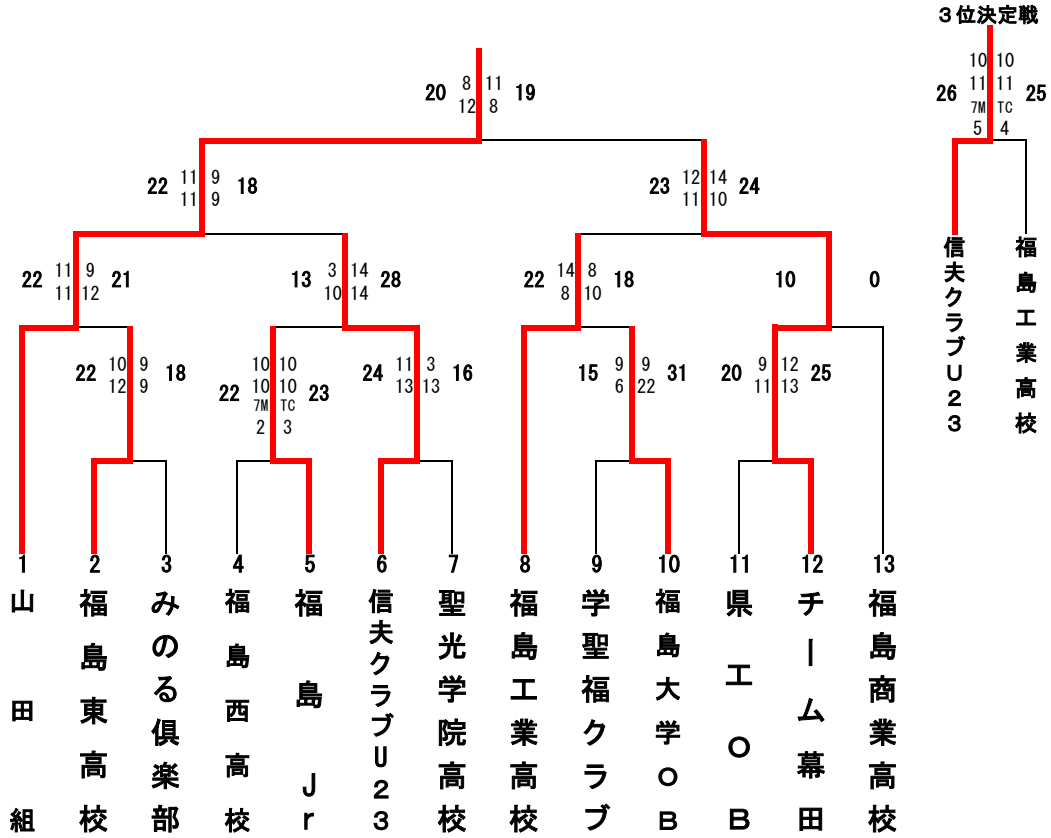 ３位決定戦
10 10
26 11 11 25
7M TC
5 4
20 8 11 19
12 8
22 11 9 18
11 9
23 12 14 24
11 10
信夫クラブＵ２３
福島工業高校
22 11 9 21
11 12
13 3 14 28
10 14
22 14 8 18
8 10
10 0
22 10 9 18
12 9
22 10 10 23
10 10
7M TC
2 3
24 11 3 16
13 13
15 9 9 31
6 22
20 9 12 25
11 13
1 2 3 4 5 6 7 8 9 10 11 12 13
山田組
福島東高校
みのる倶楽部
福島西高校
福島Ｊｒ
信夫クラブＵ２３
聖光学院高校
福島工業高校
学聖福クラブ
福島大学ＯＢ
県工ＯＢ
チーム幕田
福島商業高校